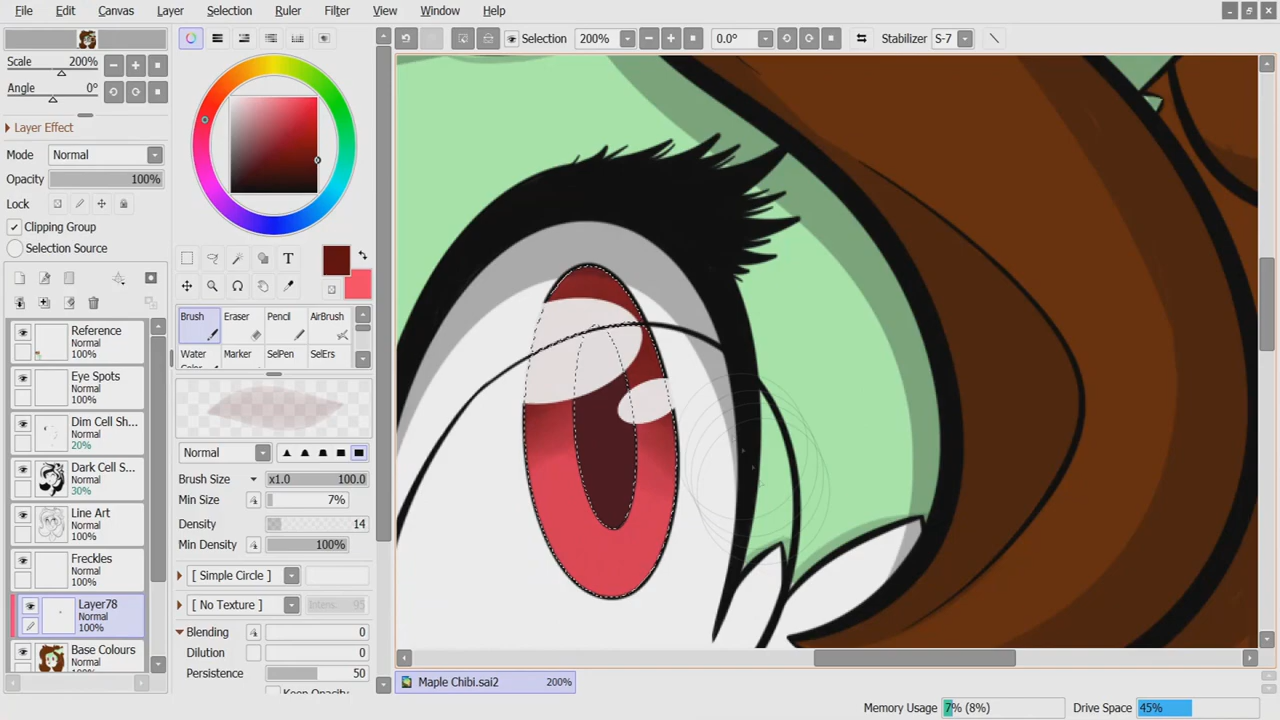 File Edit Canvas Layer Selection Ruler Filter View Window Help
Selection 200% 0.0° Stabilizer S-7
Scale 200%
Angle 0°
Layer Effect
Mode Normal
Opacity 100%
Lock
Clipping Group
Selection Source
Reference
Normal
100%
Eye Spots
Normal
100%
Dim Cell Sh...
Normal
20%
Dark Cell S...
Normal
30%
Line Art
Normal
100%
Freckles
Normal
100%
Layer78
Normal
100%
Base Colours
Normal
T
Brush Eraser Pencil AirBrush
Water Marker SelPen SelErs
Color
Normal
Brush Size x1.0 100.0
Min Size 7%
Density 14
Min Density 100%
[ Simple Circle ]
[ No Texture ] Intens. 95
Blending 0
Dilution 0
Persistence 50
Keep Opacity
Maple Chibi.sai2 200%
Memory Usage 7% (8%) Drive Space 45%